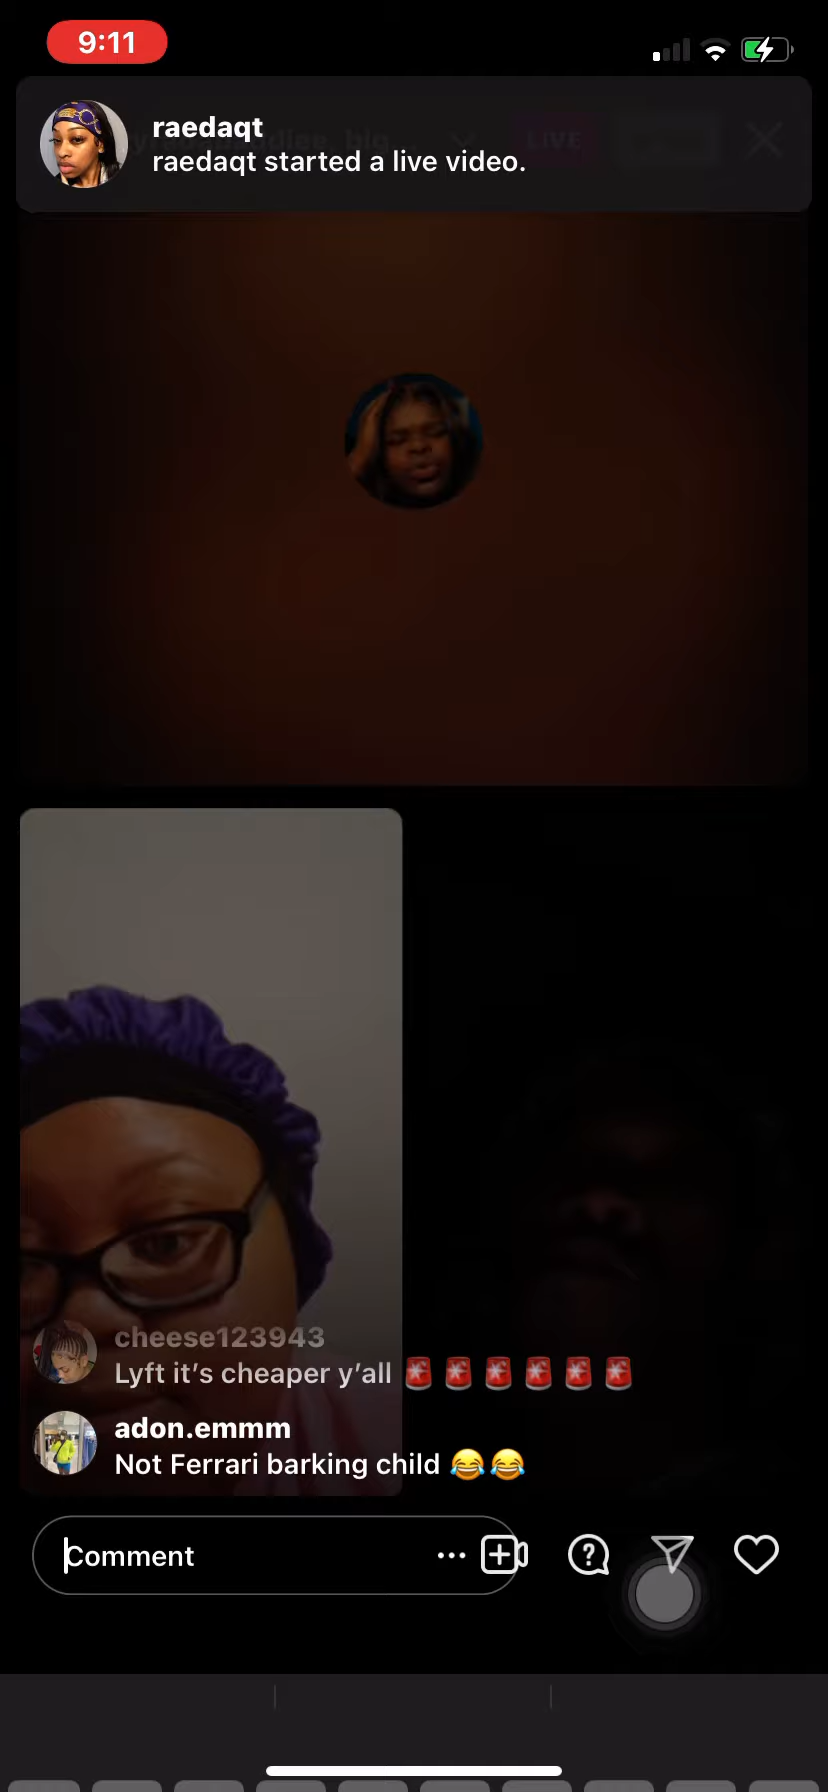 9:11
raedaqt
raedaqt started a live video.
LIVE
cheese123943
Lyft it’s cheaper y’all 🚨🚨🚨🚨🚨🚨
adon.emmm
Not Ferrari barking child 😂😂
Comment